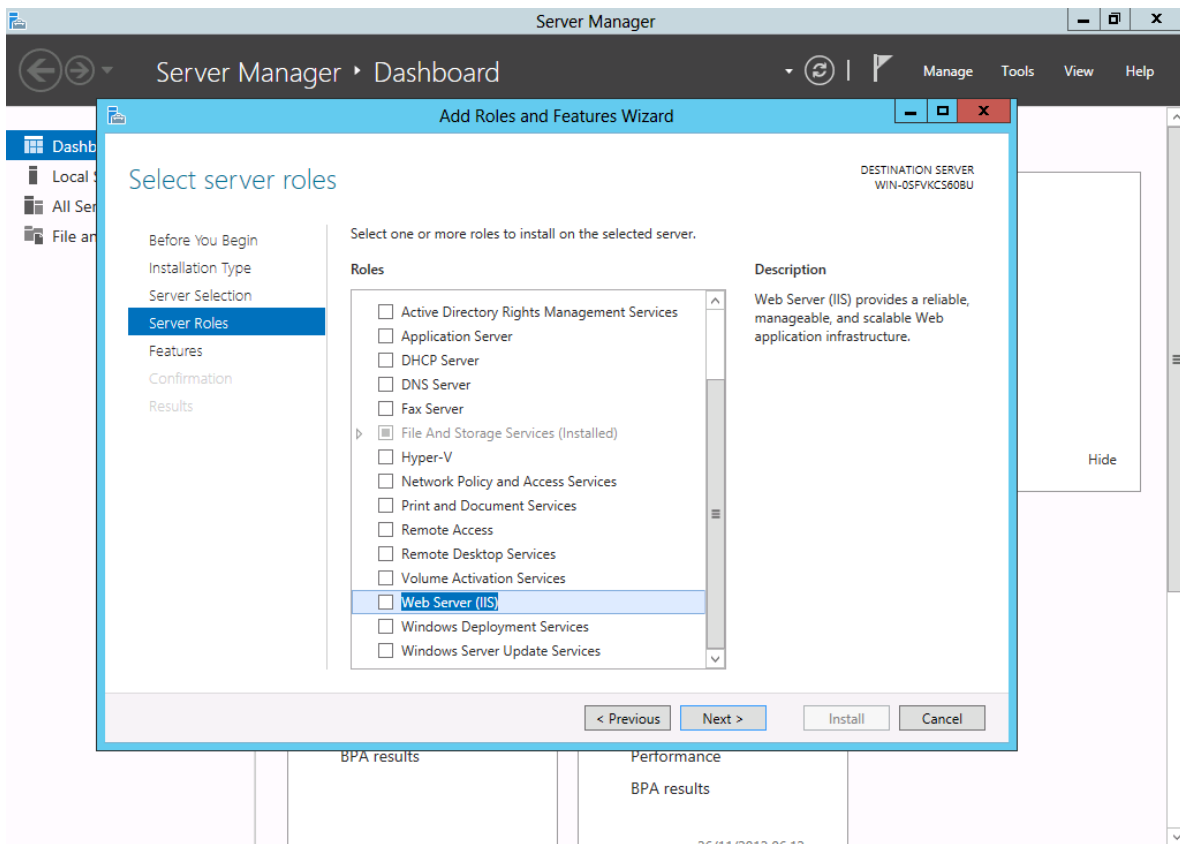 Server Manager
Server Manager ‣ Dashboard
Manage Tools View Help
Add Roles and Features Wizard
Dashb
Local S
All Ser
File an
Select server roles
DESTINATION SERVER
WIN-0SFVKCS60BU
Before You Begin
Installation Type
Server Selection
Server Roles
Features
Confirmation
Results
Select one or more roles to install on the selected server.
Roles
Active Directory Rights Management Services
Application Server
DHCP Server
DNS Server
Fax Server
File And Storage Services (Installed)
Hyper-V
Network Policy and Access Services
Print and Document Services
Remote Access
Remote Desktop Services
Volume Activation Services
Web Server (IIS)
Windows Deployment Services
Windows Server Update Services
Description
Web Server (IIS) provides a reliable,
manageable, and scalable Web
application infrastructure.
Hide
< Previous Next > Install Cancel
BPA results
Performance
BPA results